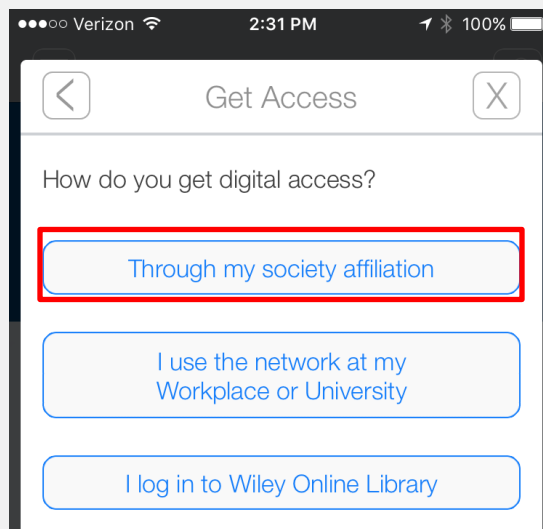 Verizon 2:31 PM 100%
Get Access X
How do you get digital access?
Through my society affiliation
I use the network at my
Workplace or University
I log in to Wiley Online Library